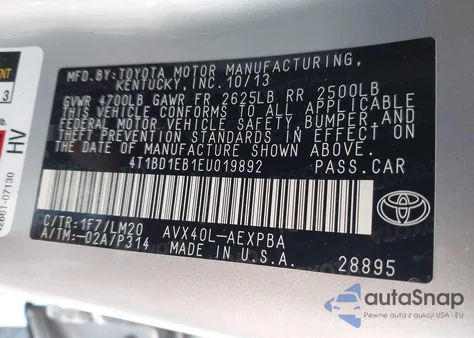 MFD.BY:TOYOTA MOTOR MANUFACTURING,
KENTUCKY,INC. 10/13
GVWR 4700LB GAWR FR 2625LB RR 2500LB
THIS VEHICLE CONFORMS TO ALL APPLICABLE
FEDERAL MOTOR VEHICLE SAFETY,BUMPER,AND
THEFT PREVENTION STANDARDS IN EFFECT ON
THE DATE OF MANUFACTURE SHOWN ABOVE.
4T1BD1EB1EU019892 PASS.CAR
C/TR:1F7/LM20 AVX40L-AEXPBA
A/TM:-02A/P314 MADE IN U.S.A. 28895
3
HV
42661-07130
autoSnap
Pewne auta z aukcji USA i EU